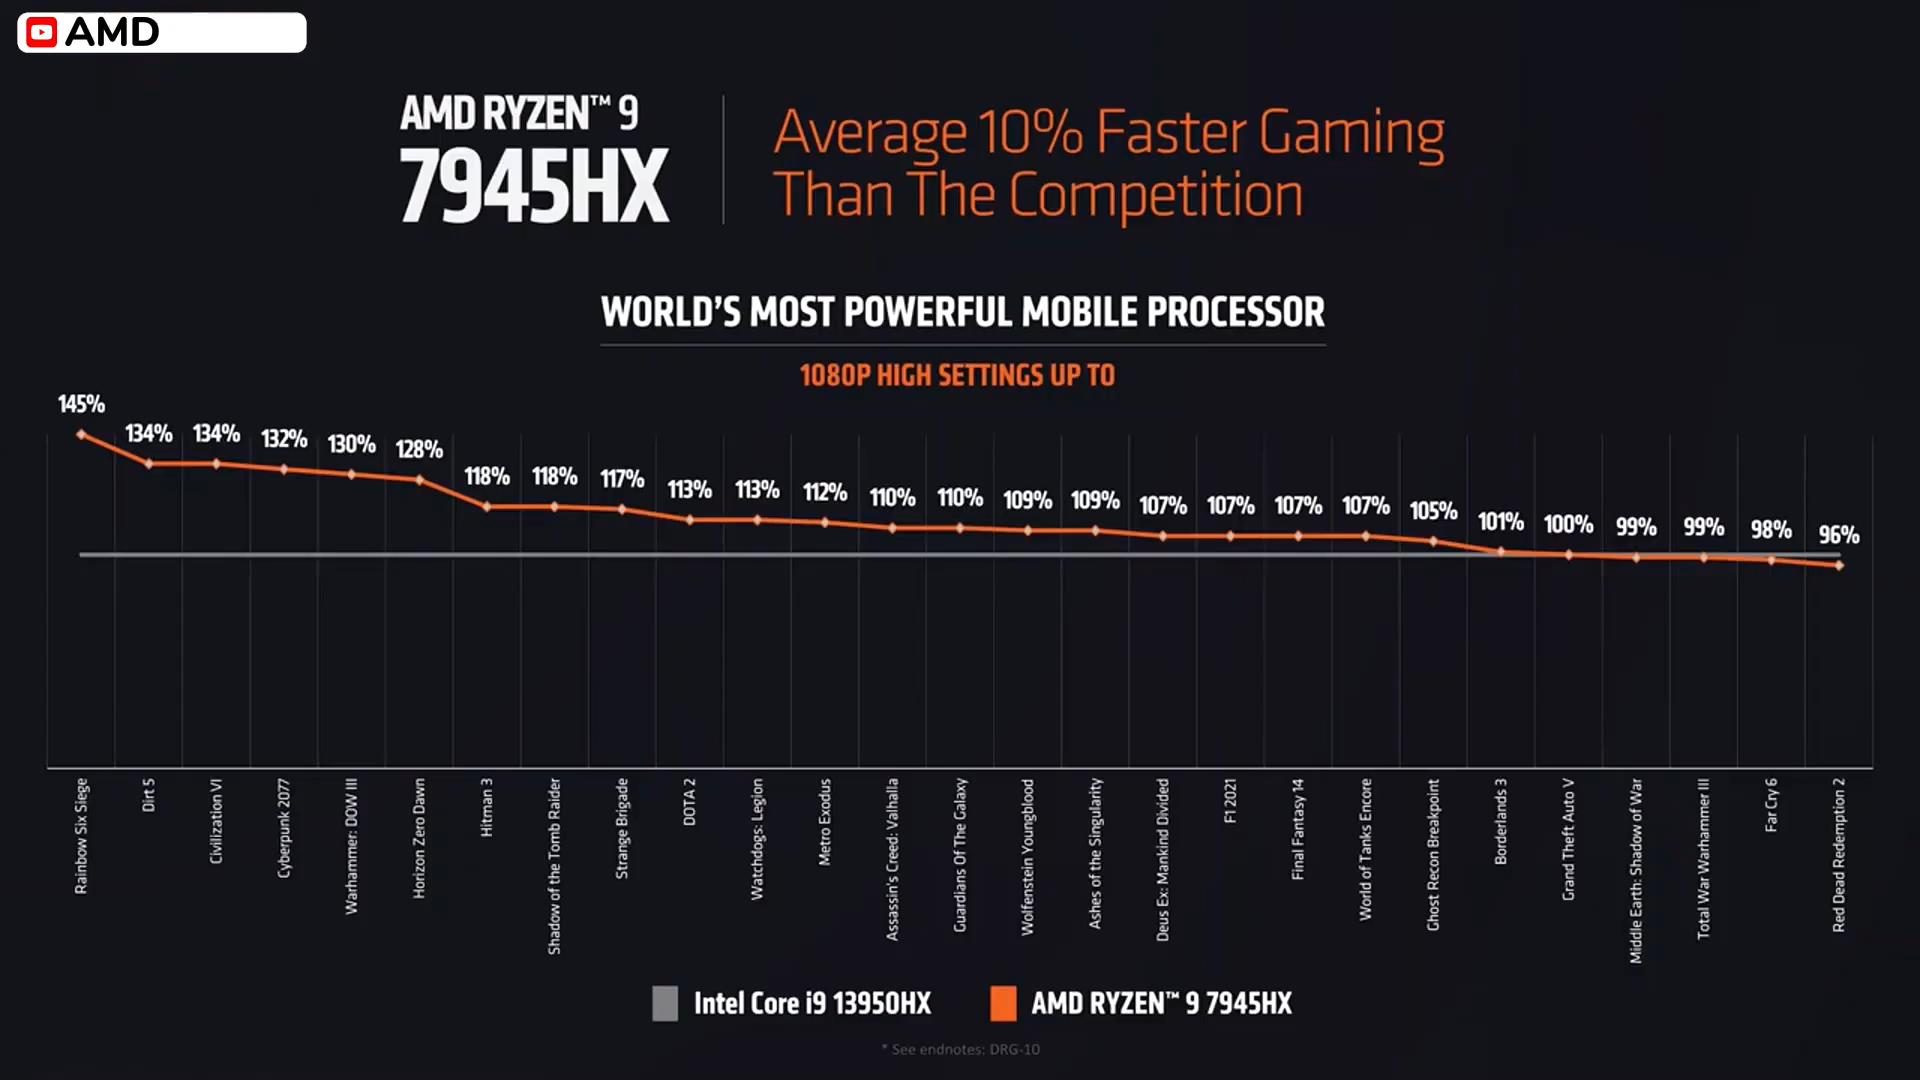 AMD
AMD RYZEN™ 9
7945HX
Average 10% Faster Gaming
Than The Competition
WORLD'S MOST POWERFUL MOBILE PROCESSOR
1080P HIGH SETTINGS UP TO
145%
134%
134%
132%
130%
128%
118%
118%
117%
113%
113%
112%
110%
110%
109%
109%
107%
107%
107%
107%
105%
101%
100%
99%
99%
98%
96%
Rainbow Six Siege
Dirt 5
Civilization VI
Cyberpunk 2077
Warhammer: DOW III
Horizon Zero Dawn
Hitman 3
Shadow of the Tomb Raider
Strange Brigade
DOTA 2
Watchdogs: Legion
Metro Exodus
Assassin's Creed: Valhalla
Guardians Of The Galaxy
Wolfenstein Youngblood
Ashes of the Singularity
Deus Ex: Mankind Divided
F1 2021
Final Fantasy 14
World of Tanks Encore
Ghost Recon Breakpoint
Borderlands 3
Grand Theft Auto V
Middle Earth: Shadow of War
Total War Warhammer III
Far Cry 6
Red Dead Redemption 2
Intel Core i9 13950HX
AMD RYZEN™ 9 7945HX
* See endnotes: DRG-10